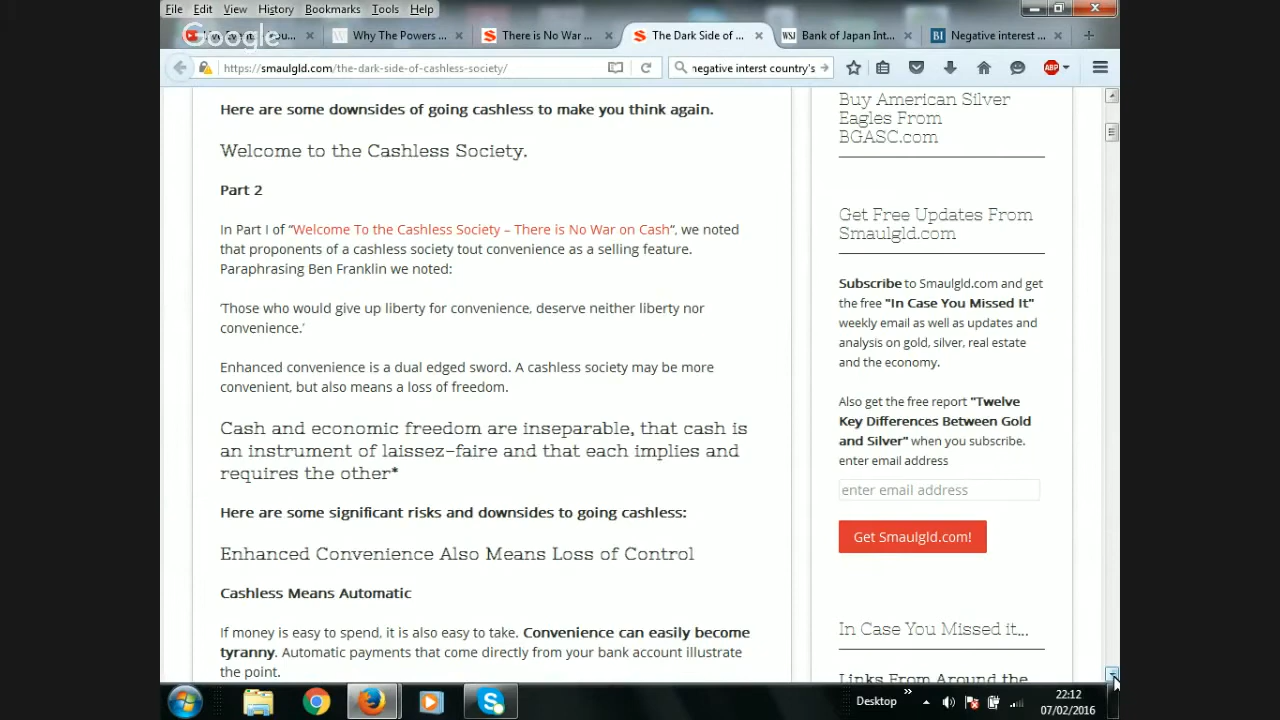 File Edit View History Bookmarks Tools Help
Google
Why The Powers ...
There is No War ...
The Dark Side of ...
WSJ Bank of Japan Int...
BI Negative interest ...
https://smaulgld.com/the-dark-side-of-cashless-society/
negative interst country's
ABP
Here are some downsides of going cashless to make you think again.
Welcome to the Cashless Society.
Part 2
In Part I of “Welcome To the Cashless Society – There is No War on Cash“, we noted
that proponents of a cashless society tout convenience as a selling feature.
Paraphrasing Ben Franklin we noted:
‘Those who would give up liberty for convenience, deserve neither liberty nor
convenience.’
Enhanced convenience is a dual edged sword. A cashless society may be more
convenient, but also means a loss of freedom.
Cash and economic freedom are inseparable, that cash is
an instrument of laissez-faire and that each implies and
requires the other*
Here are some significant risks and downsides to going cashless:
Enhanced Convenience Also Means Loss of Control
Cashless Means Automatic
If money is easy to spend, it is also easy to take. Convenience can easily become
tyranny. Automatic payments that come directly from your bank account illustrate
the point.
Buy American Silver
Eagles From
BGASC.com
Get Free Updates From
Smaulgld.com
Subscribe to Smaulgld.com and get
the free "In Case You Missed It"
weekly email as well as updates and
analysis on gold, silver, real estate
and the economy.
Also get the free report "Twelve
Key Differences Between Gold
and Silver" when you subscribe.
enter email address
enter email address
Get Smaulgld.com!
In Case You Missed it...
Links From Around the
Desktop
22:12
07/02/2016